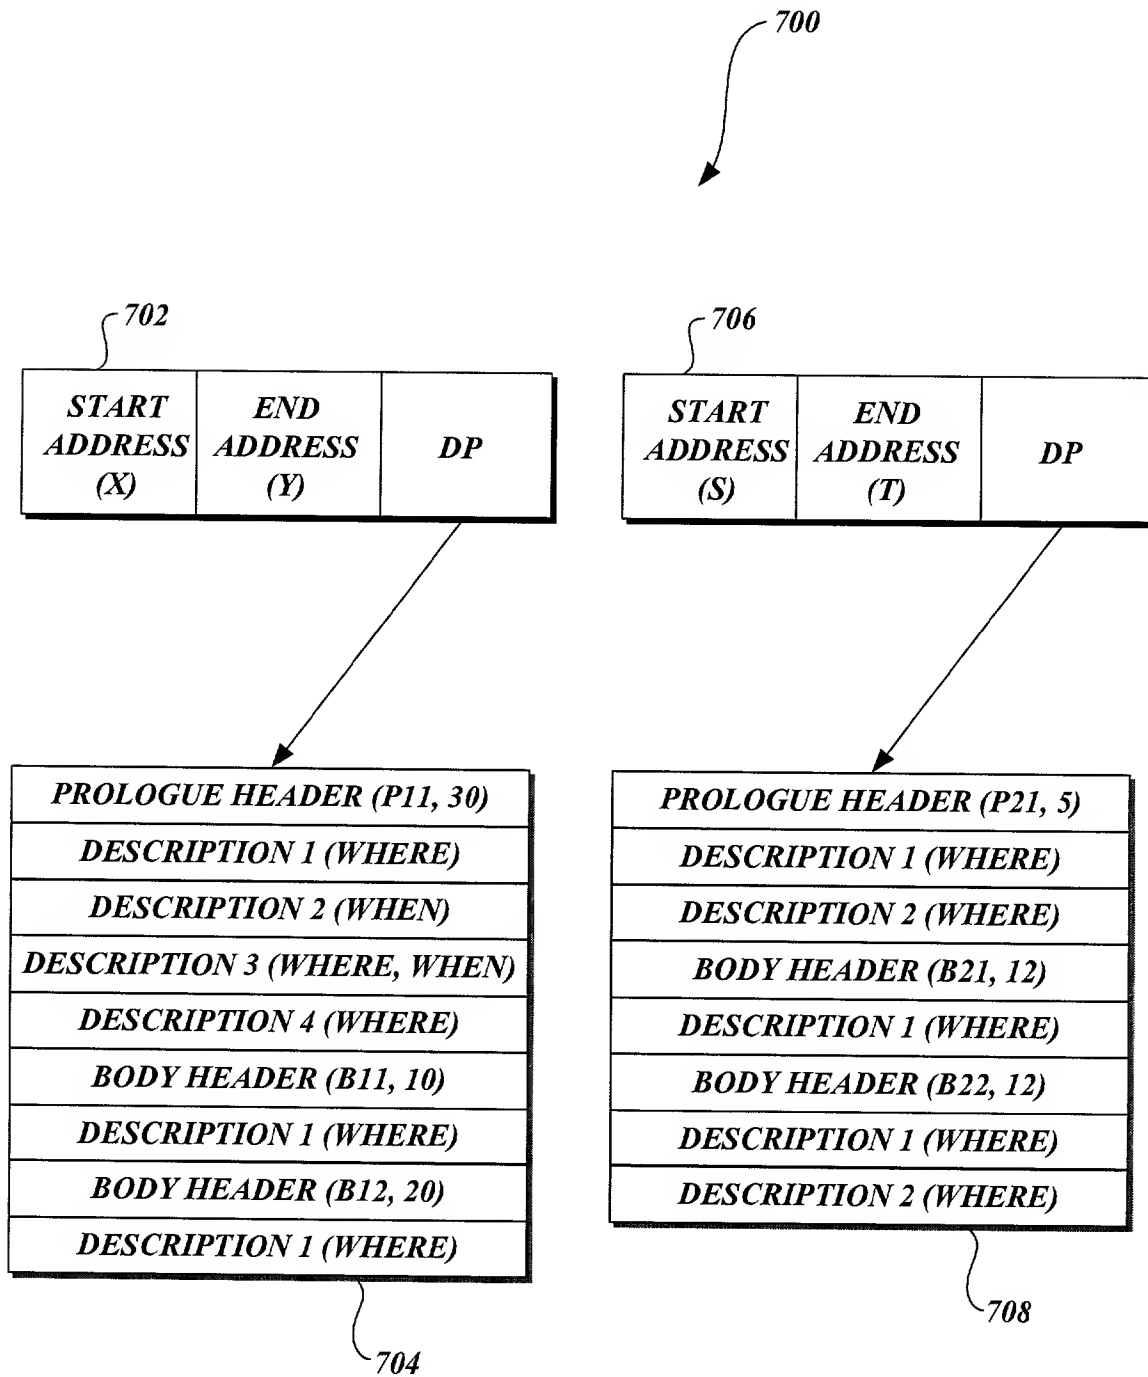 700
702
START
ADDRESS
(X)
END
ADDRESS
(Y)
DP
706
START
ADDRESS
(S)
END
ADDRESS
(T)
DP
PROLOGUE HEADER (P11, 30)
DESCRIPTION 1 (WHERE)
DESCRIPTION 2 (WHEN)
DESCRIPTION 3 (WHERE, WHEN)
DESCRIPTION 4 (WHERE)
BODY HEADER (B11, 10)
DESCRIPTION 1 (WHERE)
BODY HEADER (B12, 20)
DESCRIPTION 1 (WHERE)
704
PROLOGUE HEADER (P21, 5)
DESCRIPTION 1 (WHERE)
DESCRIPTION 2 (WHERE)
BODY HEADER (B21, 12)
DESCRIPTION 1 (WHERE)
BODY HEADER (B22, 12)
DESCRIPTION 1 (WHERE)
DESCRIPTION 2 (WHERE)
708